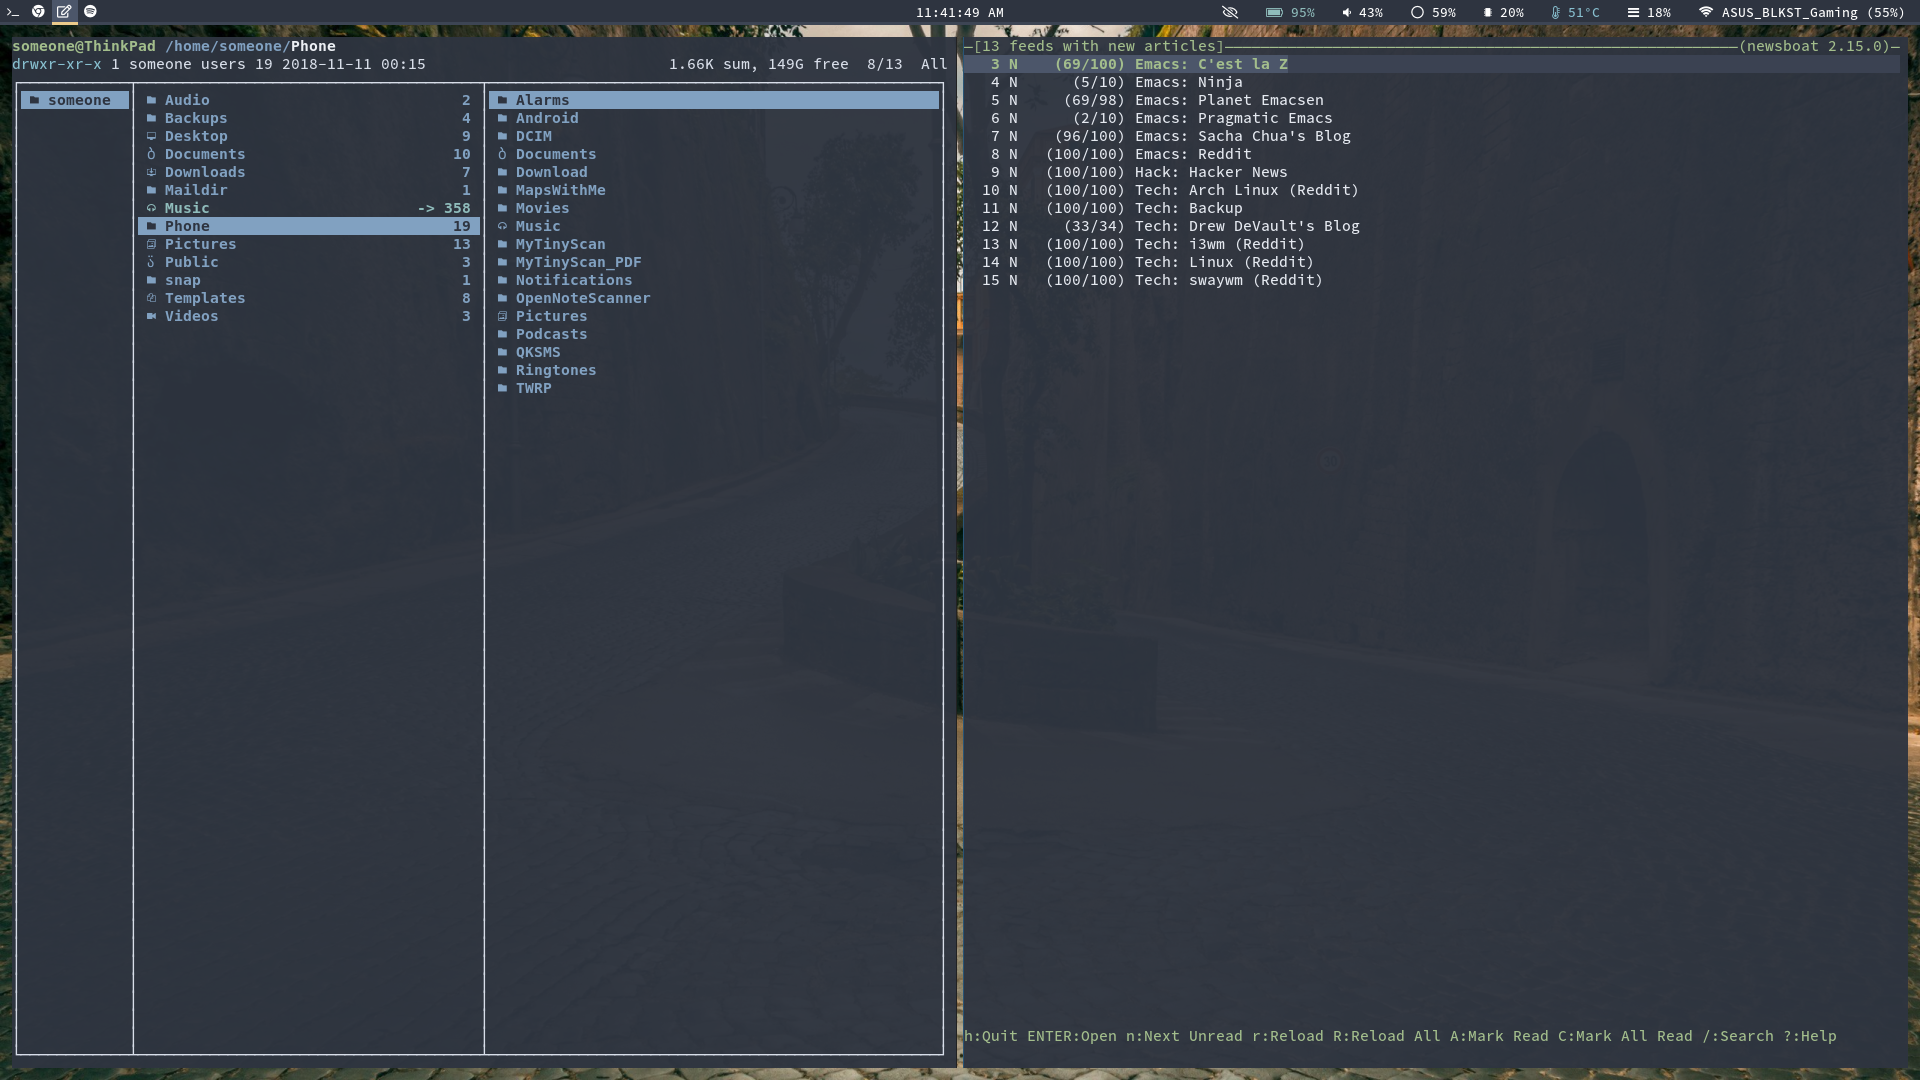 11:41:49 AM 95% 43% 59% 20% 51°C 18% ASUS_BLKST_Gaming (55%)
someone@ThinkPad /home/someone/Phone
drwxr-xr-x 1 someone users 19 2018-11-11 00:15 1.66K sum, 149G free 8/13 All
someone
Audio 2
Backups 4
Desktop 9
Documents 10
Downloads 7
Maildir 1
Music -> 358
Phone 19
Pictures 13
Public 3
snap 1
Templates 8
Videos 3
Alarms
Android
DCIM
Documents
Download
MapsWithMe
Movies
Music
MyTinyScan
MyTinyScan_PDF
Notifications
OpenNoteScanner
Pictures
Podcasts
QKSMS
Ringtones
TWRP
[13 feeds with new articles] (newsboat 2.15.0)
3 N (69/100) Emacs: C'est la Z
4 N (5/10) Emacs: Ninja
5 N (69/98) Emacs: Planet Emacsen
6 N (2/10) Emacs: Pragmatic Emacs
7 N (96/100) Emacs: Sacha Chua's Blog
8 N (100/100) Emacs: Reddit
9 N (100/100) Hack: Hacker News
10 N (100/100) Tech: Arch Linux (Reddit)
11 N (100/100) Tech: Backup
12 N (33/34) Tech: Drew DeVault's Blog
13 N (100/100) Tech: i3wm (Reddit)
14 N (100/100) Tech: Linux (Reddit)
15 N (100/100) Tech: swaywm (Reddit)
h:Quit ENTER:Open n:Next Unread r:Reload R:Reload All A:Mark Read C:Mark All Read /:Search ?:Help